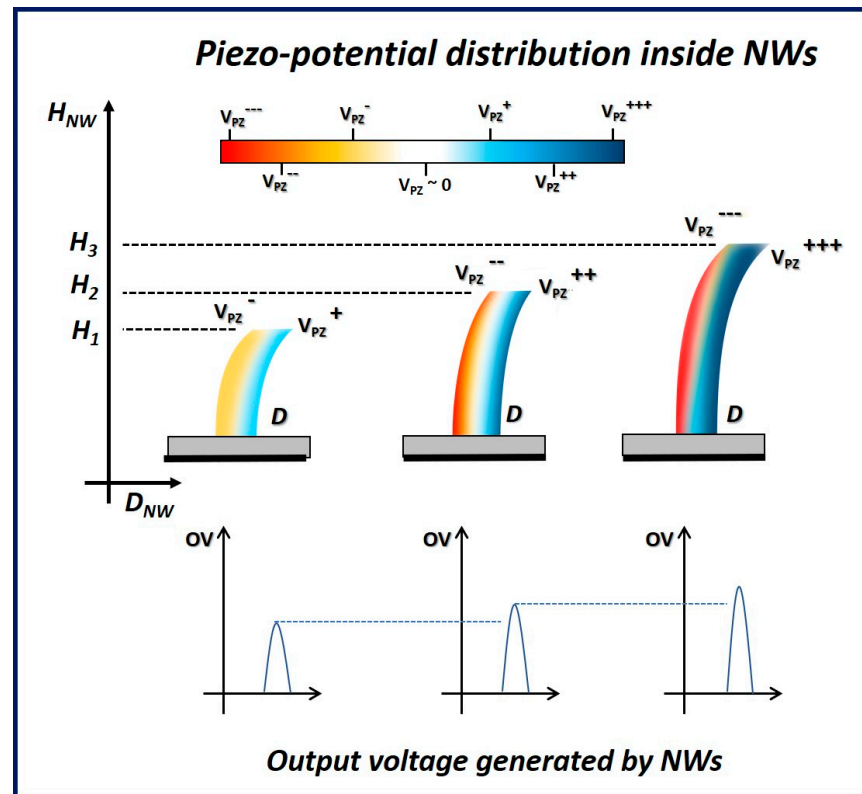 Piezo-potential distribution inside NWs
H_NW
V_PZ^---
V_PZ^-
V_PZ^+
V_PZ^+++
V_PZ^--
V_PZ ~ 0
V_PZ^++
H_3
V_PZ^---
V_PZ^+++
H_2
V_PZ^--
V_PZ^++
H_1
V_PZ^-
V_PZ^+
D
D
D
D_NW
OV
OV
OV
Output voltage generated by NWs